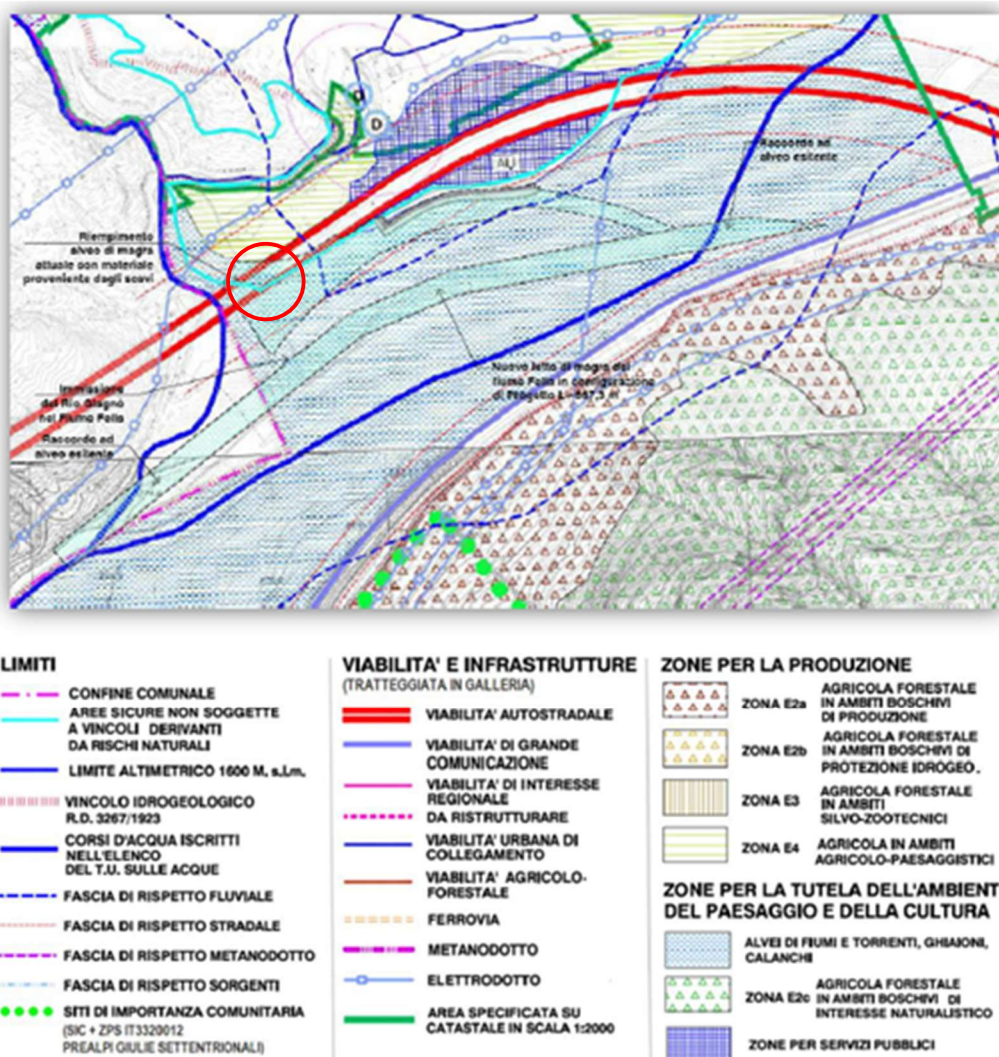 D
AU
Raccordo ad
alveo esitente
Riempimento
alveo di magra
attuale con materiale
proveniente dagli scavi
Nuovo letto di magra del
fiume Fella in configurazione
di Progetto
Immissione
del Rio Glagnò
nel Fiume Fella
Raccordo ad
alveo esitente
LIMITI
CONFINE COMUNALE
AREE SICURE NON SOGGETTE
A VINCOLI DERIVANTI
DA RISCHI NATURALI
LIMITE ALTIMETRICO 1600 M. s.l.m.
VINCOLO IDROGEOLOGICO
R.D. 3267/1923
CORSI D'ACQUA ISCRITTI
NELL'ELENCO
DEL T.U. SULLE ACQUE
FASCIA DI RISPETTO FLUVIALE
FASCIA DI RISPETTO STRADALE
FASCIA DI RISPETTO METANODOTTO
FASCIA DI RISPETTO SORGENTI
SITI DI IMPORTANZA COMUNITARIA
(SIC + ZPS IT3320012
PREALPI GIULIE SETTENTRIONALI)
VIABILITA' E INFRASTRUTTURE
(TRATTEGGIATA IN GALLERIA)
VIABILITA' AUTOSTRADALE
VIABILITA' DI GRANDE
COMUNICAZIONE
VIABILITA' DI INTERESSE
REGIONALE
DA RISTRUTTURARE
VIABILITA' URBANA DI
COLLEGAMENTO
VIABILITA' AGRICOLO-
FORESTALE
FERROVIA
METANODOTTO
ELETTRODOTTO
AREA SPECIFICATA SU
CATASTALE IN SCALA 1:2000
ZONE PER LA PRODUZIONE
ZONA E2a AGRICOLA FORESTALE
IN AMBITI BOSCHIVI
DI PRODUZIONE
ZONA E2b AGRICOLA FORESTALE
IN AMBITI BOSCHIVI DI
PROTEZIONE IDROGEO.
ZONA E3 AGRICOLA FORESTALE
IN AMBITI
SILVO-ZOOTECNICI
ZONA E4 AGRICOLA IN AMBITI
AGRICOLO-PAESAGGISTICI
ZONE PER LA TUTELA DELL'AMBIENT
DEL PAESAGGIO E DELLA CULTURA
ALVEI DI FIUMI E TORRENTI, GHIAIONI,
CALANCHI
ZONA E2c AGRICOLA FORESTALE
IN AMBITI BOSCHIVI DI
INTERESSE NATURALISTICO
ZONE PER SERVIZI PUBBLICI